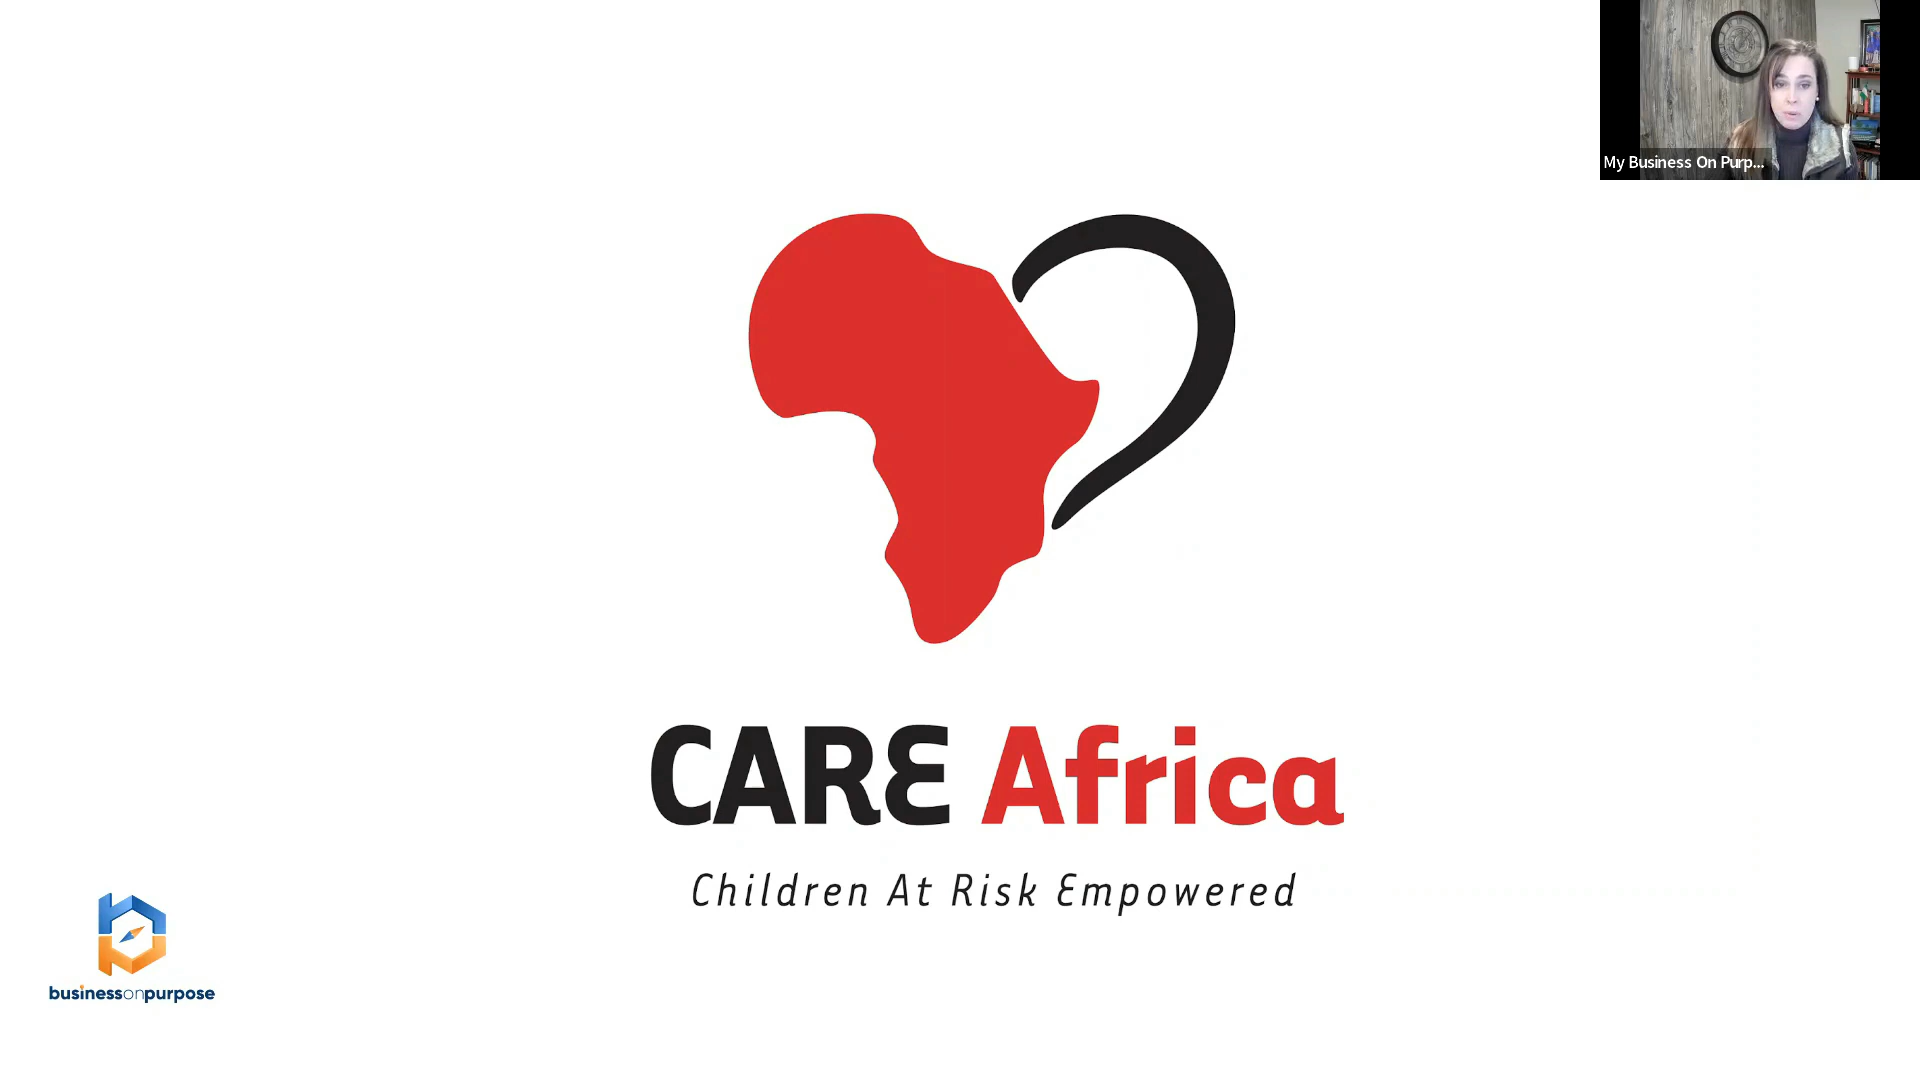 My Business On Purp...
CARE Africa
Children At Risk Empowered
businessonpurpose